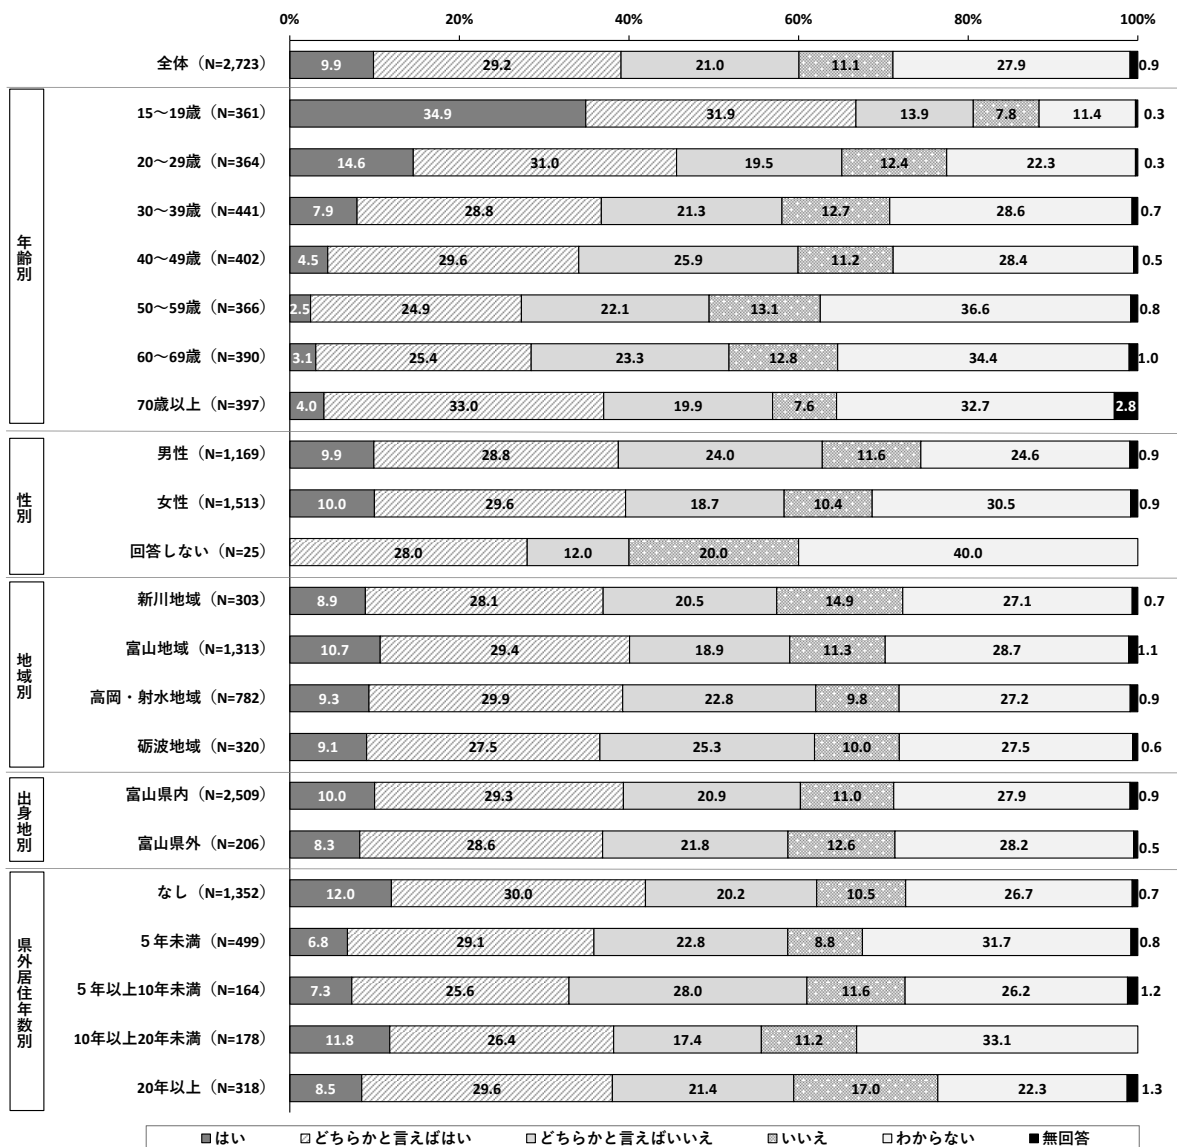 0% 20% 40% 60% 80% 100%
全体（N=2,723） 9.9 29.2 21.0 11.1 27.9 0.9
年齢別
15～19歳（N=361） 34.9 31.9 13.9 7.8 11.4 0.3
20～29歳（N=364） 14.6 31.0 19.5 12.4 22.3 0.3
30～39歳（N=441） 7.9 28.8 21.3 12.7 28.6 0.7
40～49歳（N=402） 4.5 29.6 25.9 11.2 28.4 0.5
50～59歳（N=366） 2.5 24.9 22.1 13.1 36.6 0.8
60～69歳（N=390） 3.1 25.4 23.3 12.8 34.4 1.0
70歳以上（N=397） 4.0 33.0 19.9 7.6 32.7 2.8
性別
男性（N=1,169） 9.9 28.8 24.0 11.6 24.6 0.9
女性（N=1,513） 10.0 29.6 18.7 10.4 30.5 0.9
回答しない（N=25） 28.0 12.0 20.0 40.0
地域別
新川地域（N=303） 8.9 28.1 20.5 14.9 27.1 0.7
富山地域（N=1,313） 10.7 29.4 18.9 11.3 28.7 1.1
高岡・射水地域（N=782） 9.3 29.9 22.8 9.8 27.2 0.9
砺波地域（N=320） 9.1 27.5 25.3 10.0 27.5 0.6
出身地別
富山県内（N=2,509） 10.0 29.3 20.9 11.0 27.9 0.9
富山県外（N=206） 8.3 28.6 21.8 12.6 28.2 0.5
県外居住年数別
なし（N=1,352） 12.0 30.0 20.2 10.5 26.7 0.7
５年未満（N=499） 6.8 29.1 22.8 8.8 31.7 0.8
５年以上10年未満（N=164） 7.3 25.6 28.0 11.6 26.2 1.2
10年以上20年未満（N=178） 11.8 26.4 17.4 11.2 33.1
20年以上（N=318） 8.5 29.6 21.4 17.0 22.3 1.3
はい どちらかと言えばはい どちらかと言えばいいえ いいえ わからない 無回答